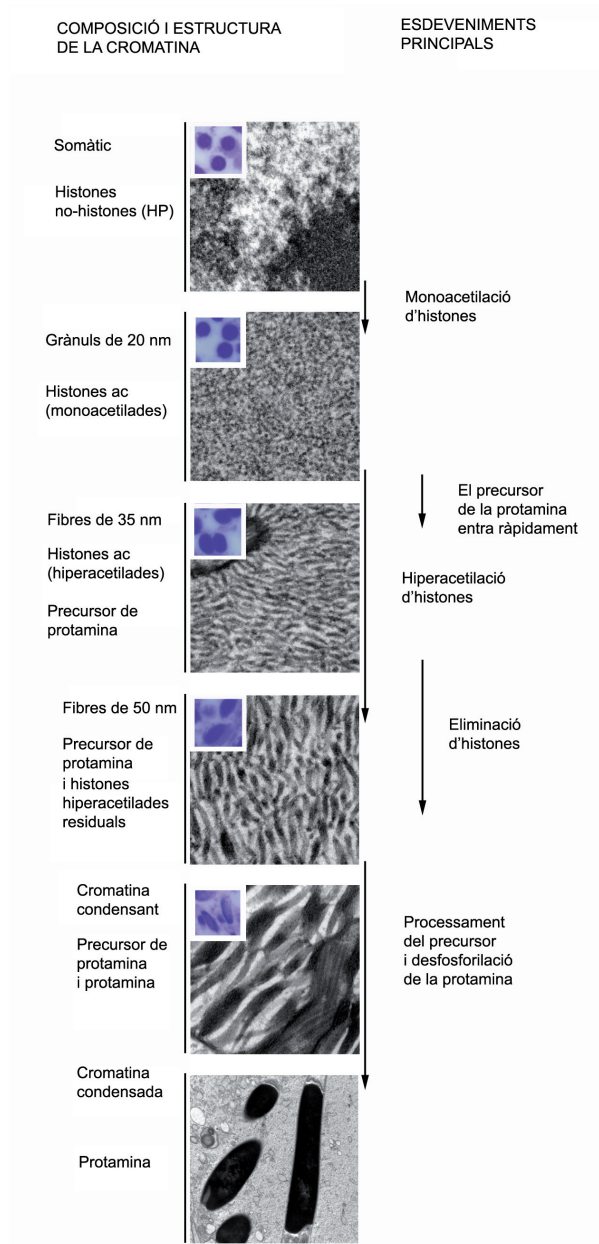 COMPOSICIÓ I ESTRUCTURA
DE LA CROMATINA
ESDEVENIMENTS
PRINCIPALS
Somàtic
Histones
no-histones (HP)
Monoacetilació
d'histones
Grànuls de 20 nm
Histones ac
(monoacetilades)
El precursor
de la protamina
entra ràpidament
Fibres de 35 nm
Histones ac
(hiperacetilades)
Precursor de
protamina
Hiperacetilació
d'histones
Fibres de 50 nm
Precursor de
protamina
i histones
hiperacetilades
residuals
Eliminació
d'histones
Cromatina
condensant
Precursor de
protamina
i protamina
Processament
del precursor
i desfosforilació
de la protamina
Cromatina
condensada
Protamina